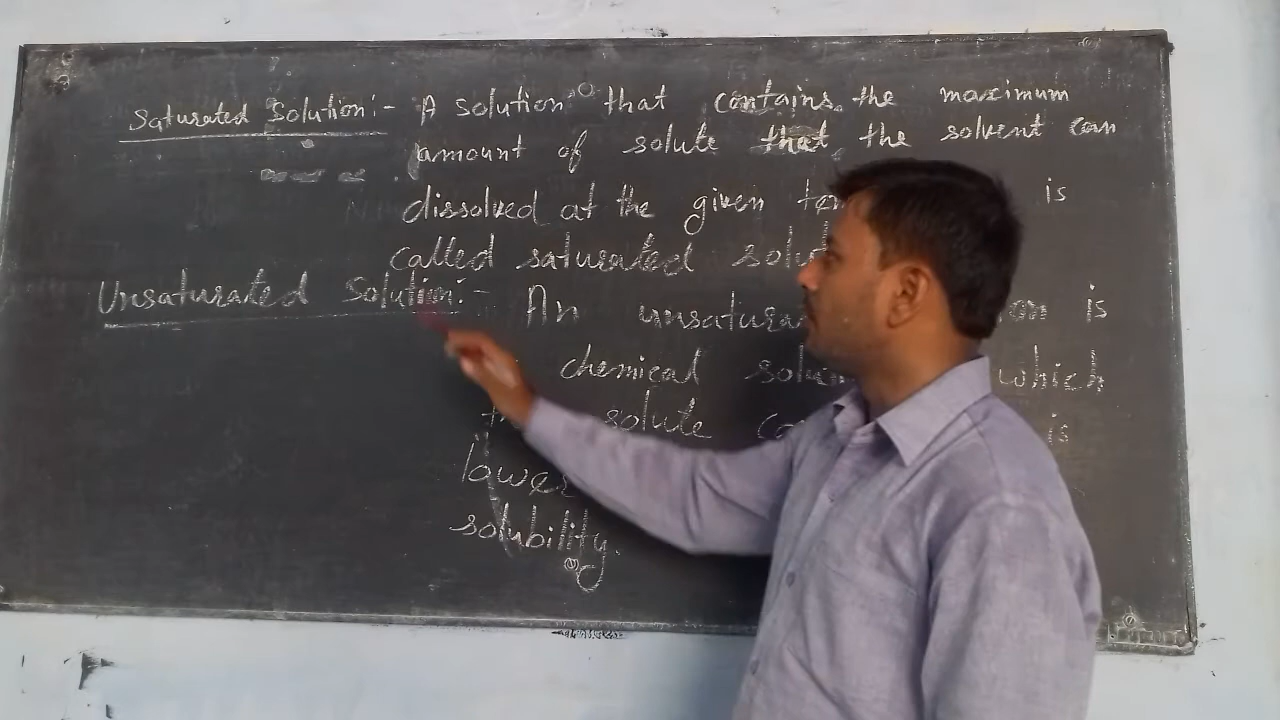 Saturated Solution:- A solution that contains the maximum
amount of solute that the solvent can
dissolved at the given is
called saturated
Unsaturated Solution:- An is
chemical which
solute is
lower
solubility.